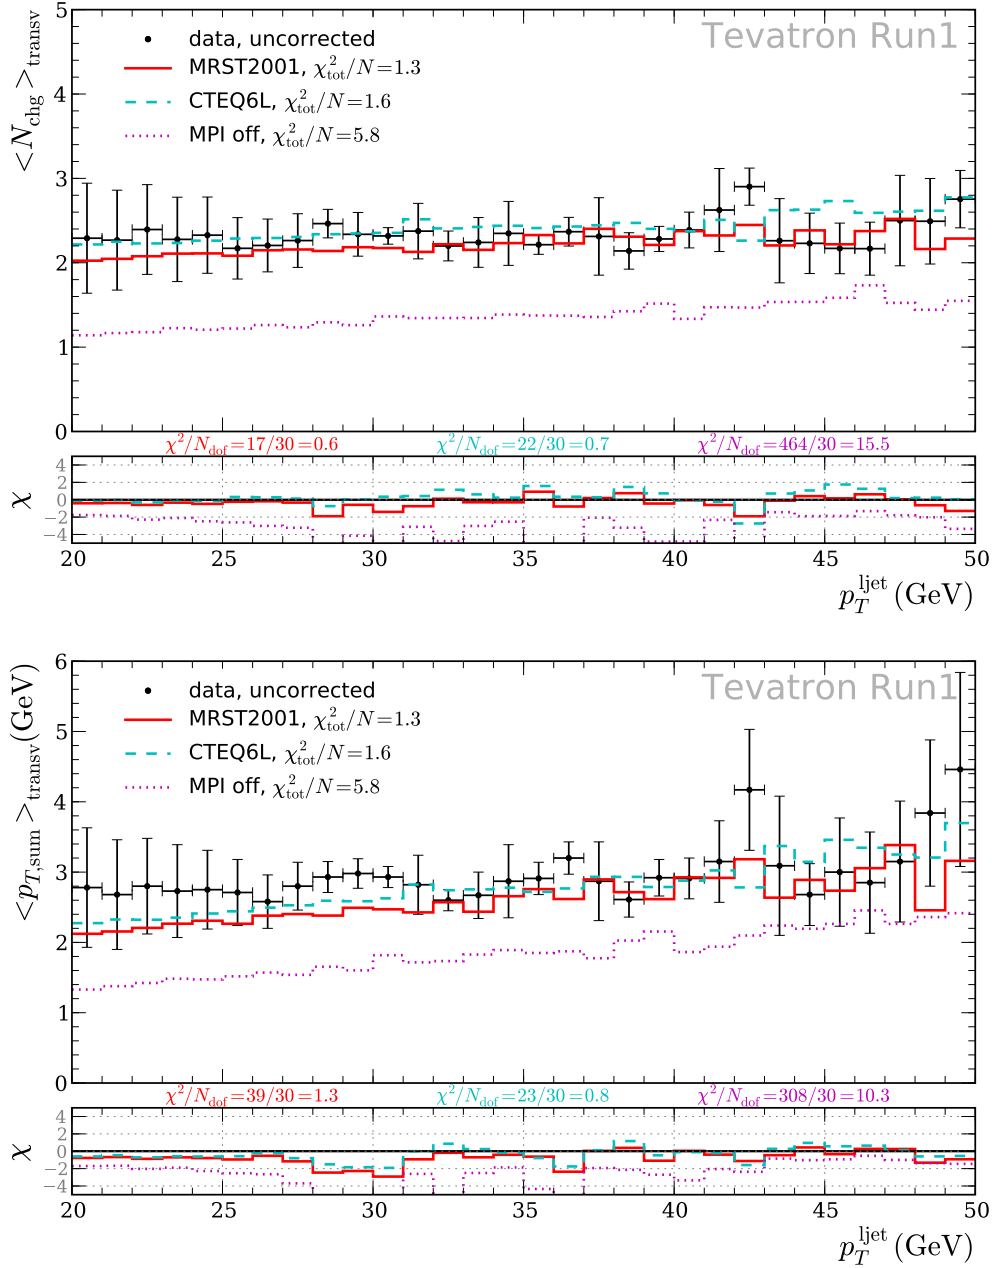 Tevatron Run1
data, uncorrected
MRST2001, χ²_tot/N=1.3
CTEQ6L, χ²_tot/N=1.6
MPI off, χ²_tot/N=5.8
<N_chg>_transv
5
4
3
2
1
0
χ²/N_dof=17/30=0.6 χ²/N_dof=22/30=0.7 χ²/N_dof=464/30=15.5
χ
4
2
0
−2
−4
20 25 30 35 40 45 50
p_T^ljet (GeV)
Tevatron Run1
data, uncorrected
MRST2001, χ²_tot/N=1.3
CTEQ6L, χ²_tot/N=1.6
MPI off, χ²_tot/N=5.8
<p_T,sum>_transv(GeV)
6
5
4
3
2
1
0
χ²/N_dof=39/30=1.3 χ²/N_dof=23/30=0.8 χ²/N_dof=308/30=10.3
χ
4
2
0
−2
−4
20 25 30 35 40 45 50
p_T^ljet (GeV)